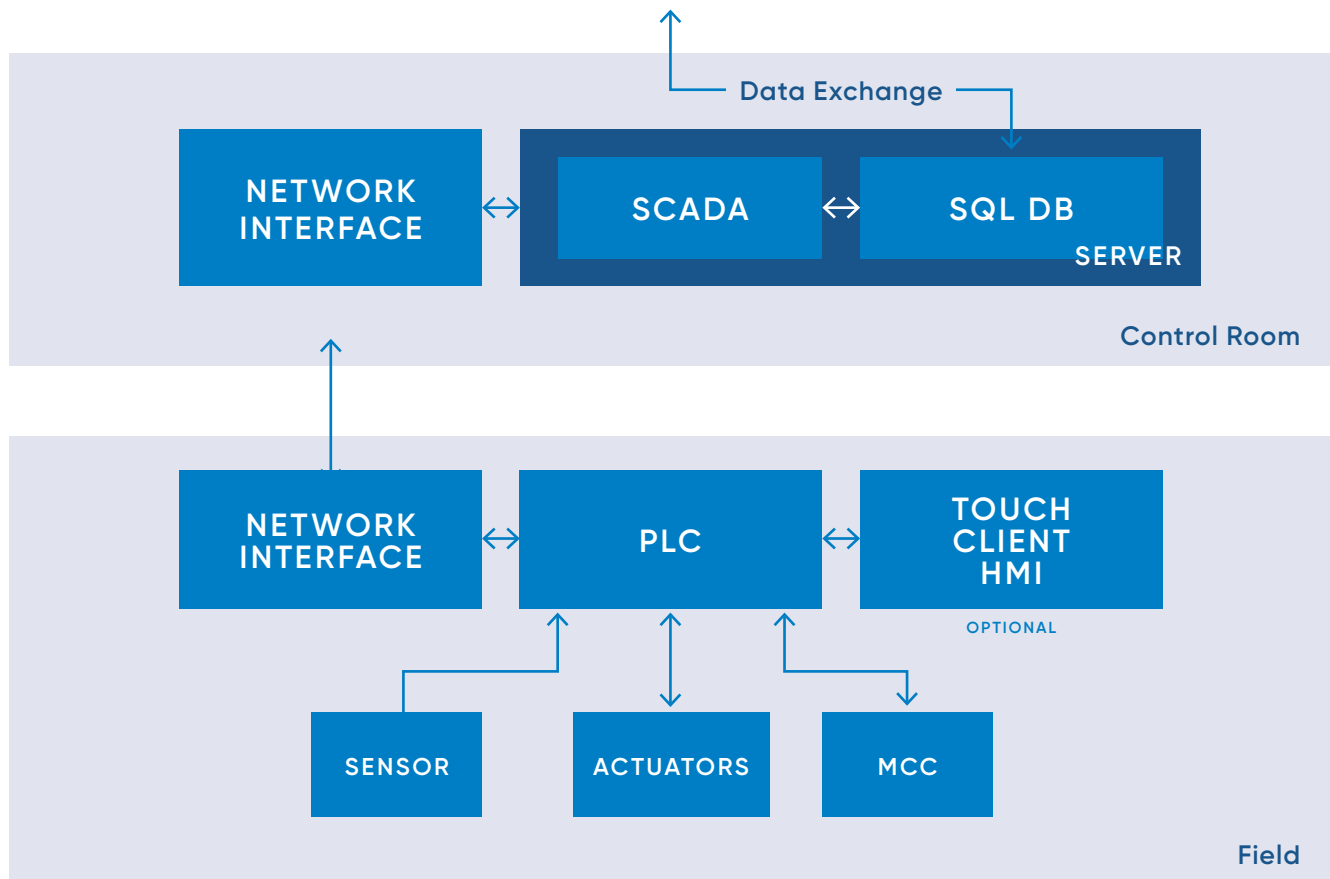 Data Exchange
NETWORK
INTERFACE
SCADA
SQL DB
SERVER
Control Room
NETWORK
INTERFACE
PLC
TOUCH
CLIENT
HMI
OPTIONAL
SENSOR
ACTUATORS
MCC
Field